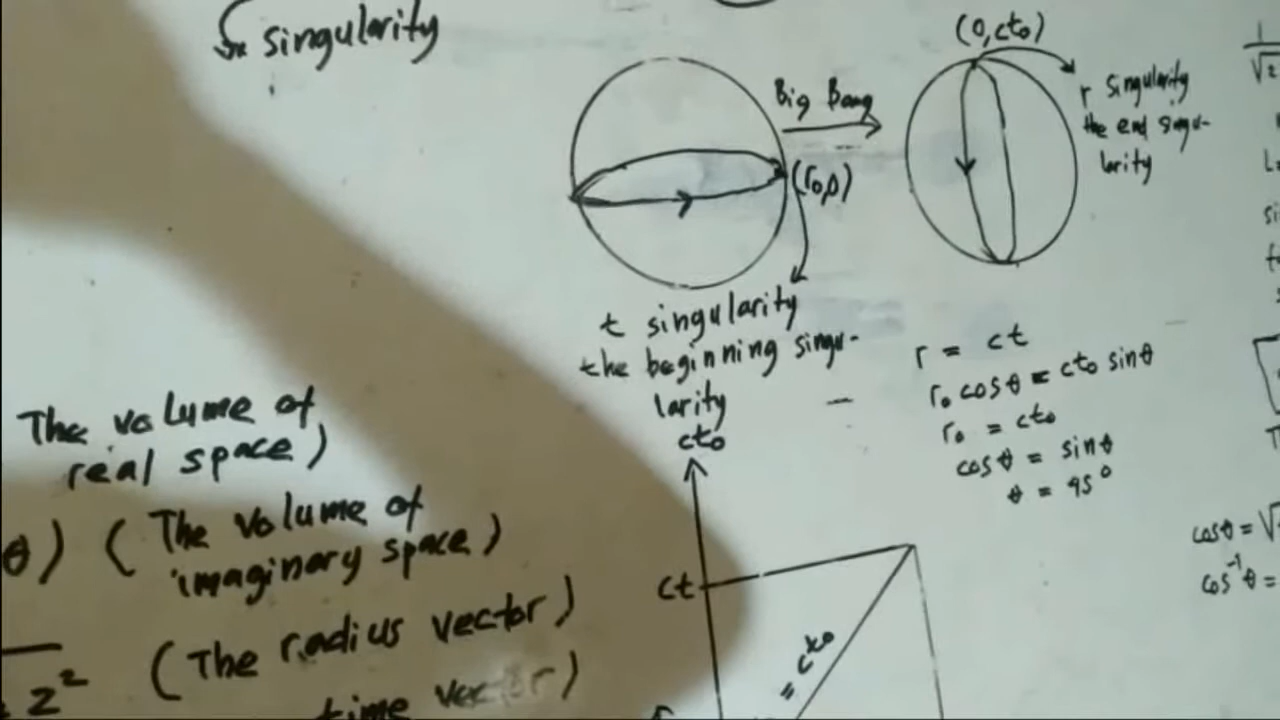 singularity
(0, ct₀)
Big Bang
r singularity
the end singu-
larity
(r₀,0)
t singularity
the beginning singu-
larity
r = ct
r₀ cosθ = ct₀ sinθ
r₀ = ct₀
cosθ = sinθ
θ = 45°
The volume of
real space)
θ) (The volume of
imaginary space)
z² (The radius vector)
time vector)
ct₀
ct
= ct₀
cosθ = √
cos⁻¹θ =